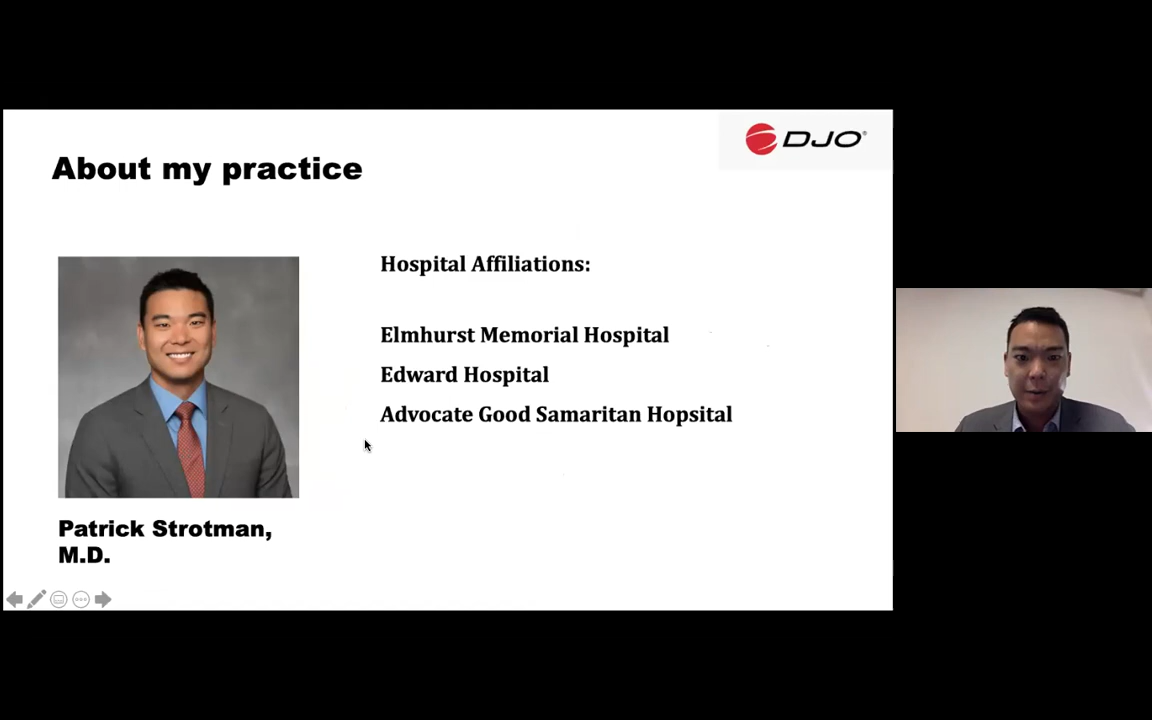 DJO®
About my practice
Hospital Affiliations:
Elmhurst Memorial Hospital
Edward Hospital
Advocate Good Samaritan Hopsital
Patrick Strotman,
M.D.